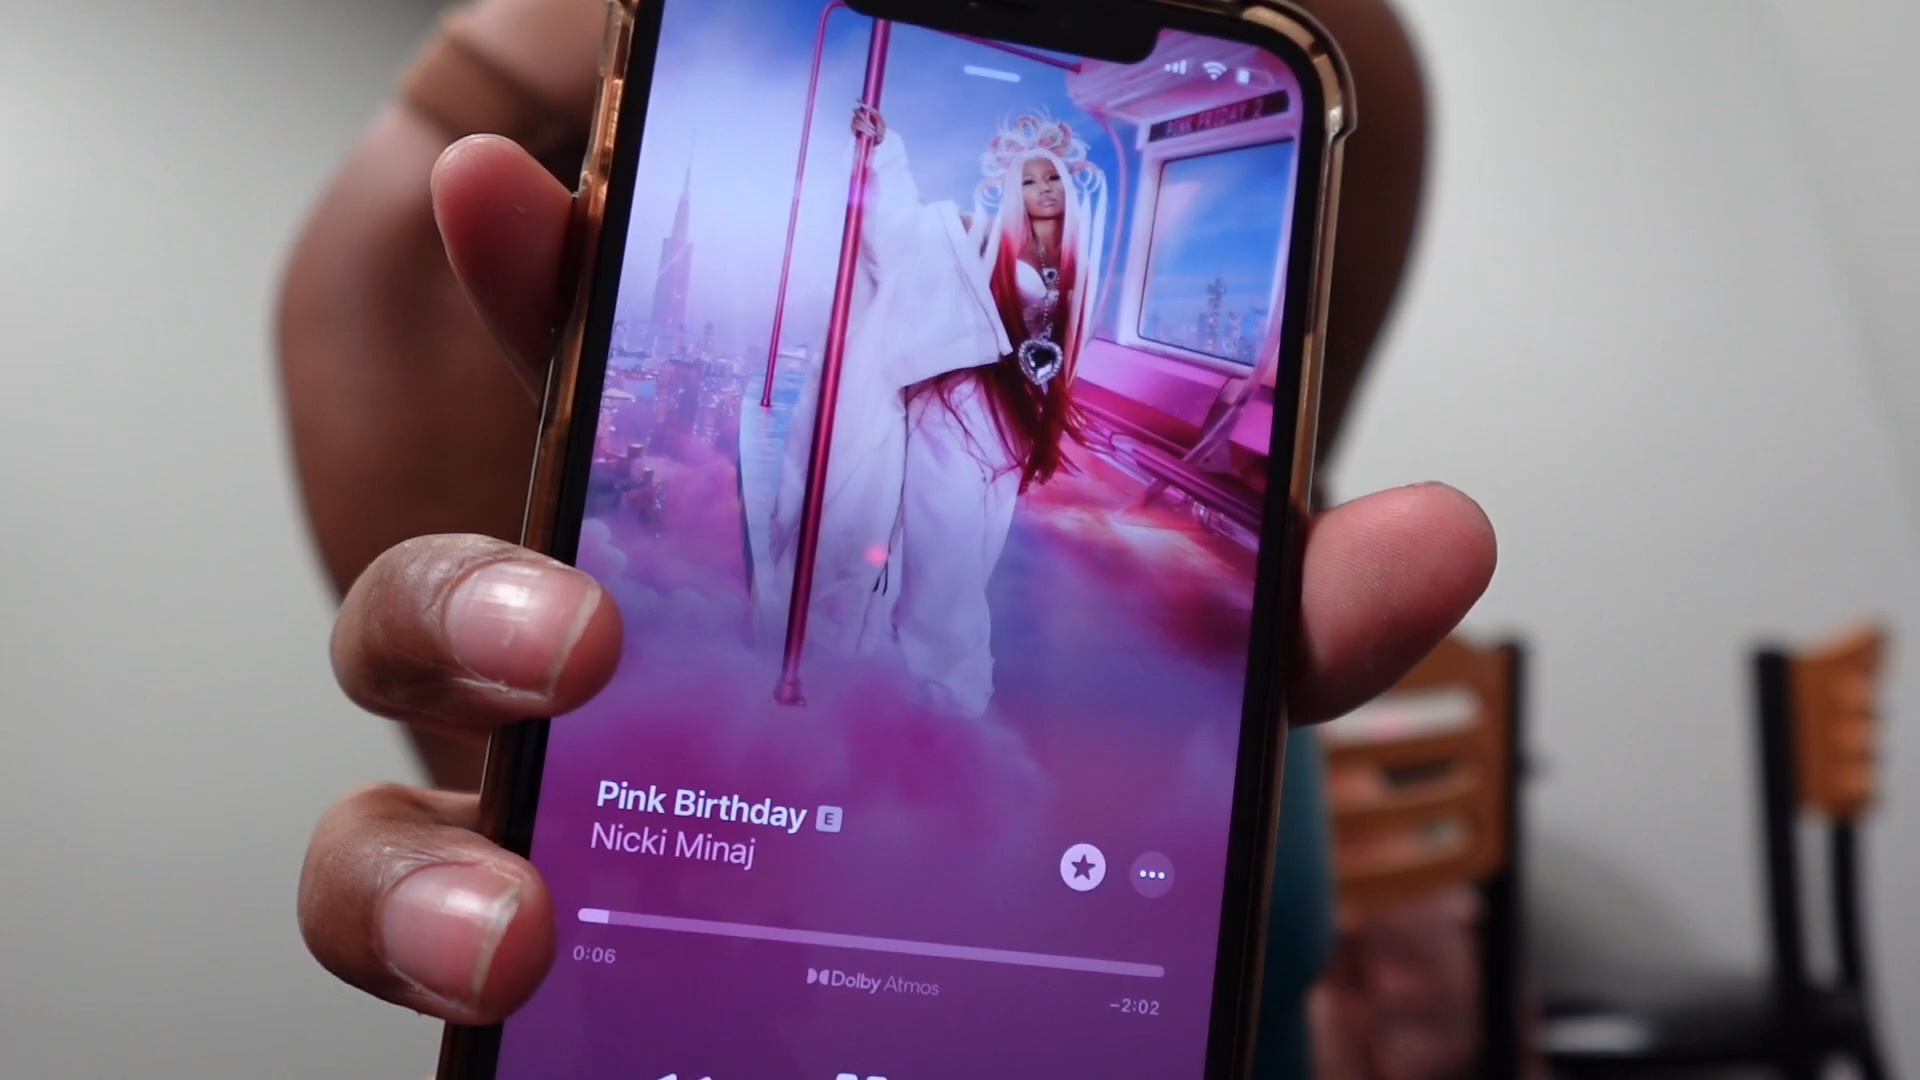 PINK FRIDAY 2
Pink Birthday E
Nicki Minaj
0:06
Dolby Atmos
-2:02